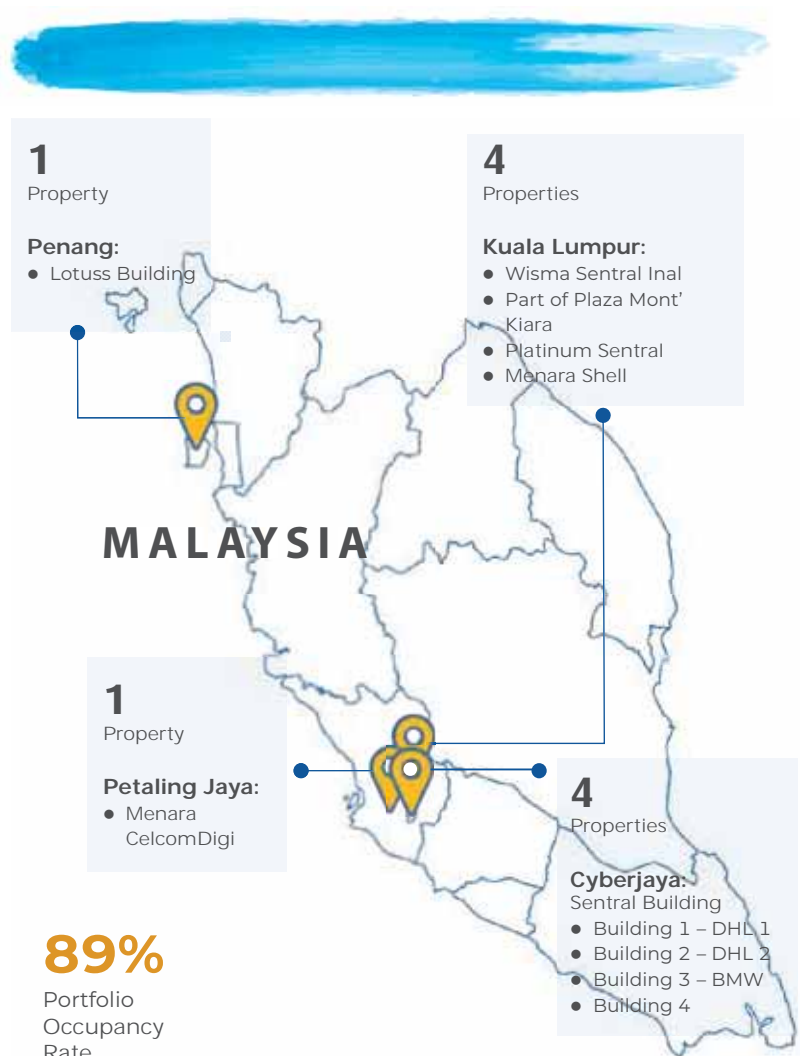 1
Property
Penang:
● Lotuss Building
4
Properties
Kuala Lumpur:
● Wisma Sentral Inal
● Part of Plaza Mont'
Kiara
● Platinum Sentral
● Menara Shell
MALAYSIA
1
Property
Petaling Jaya:
● Menara
CelcomDigi
4
Properties
Cyberjaya:
Sentral Building
● Building 1 – DHL 1
● Building 2 – DHL 2
● Building 3 – BMW
● Building 4
89%
Portfolio
Occupancy
Rate